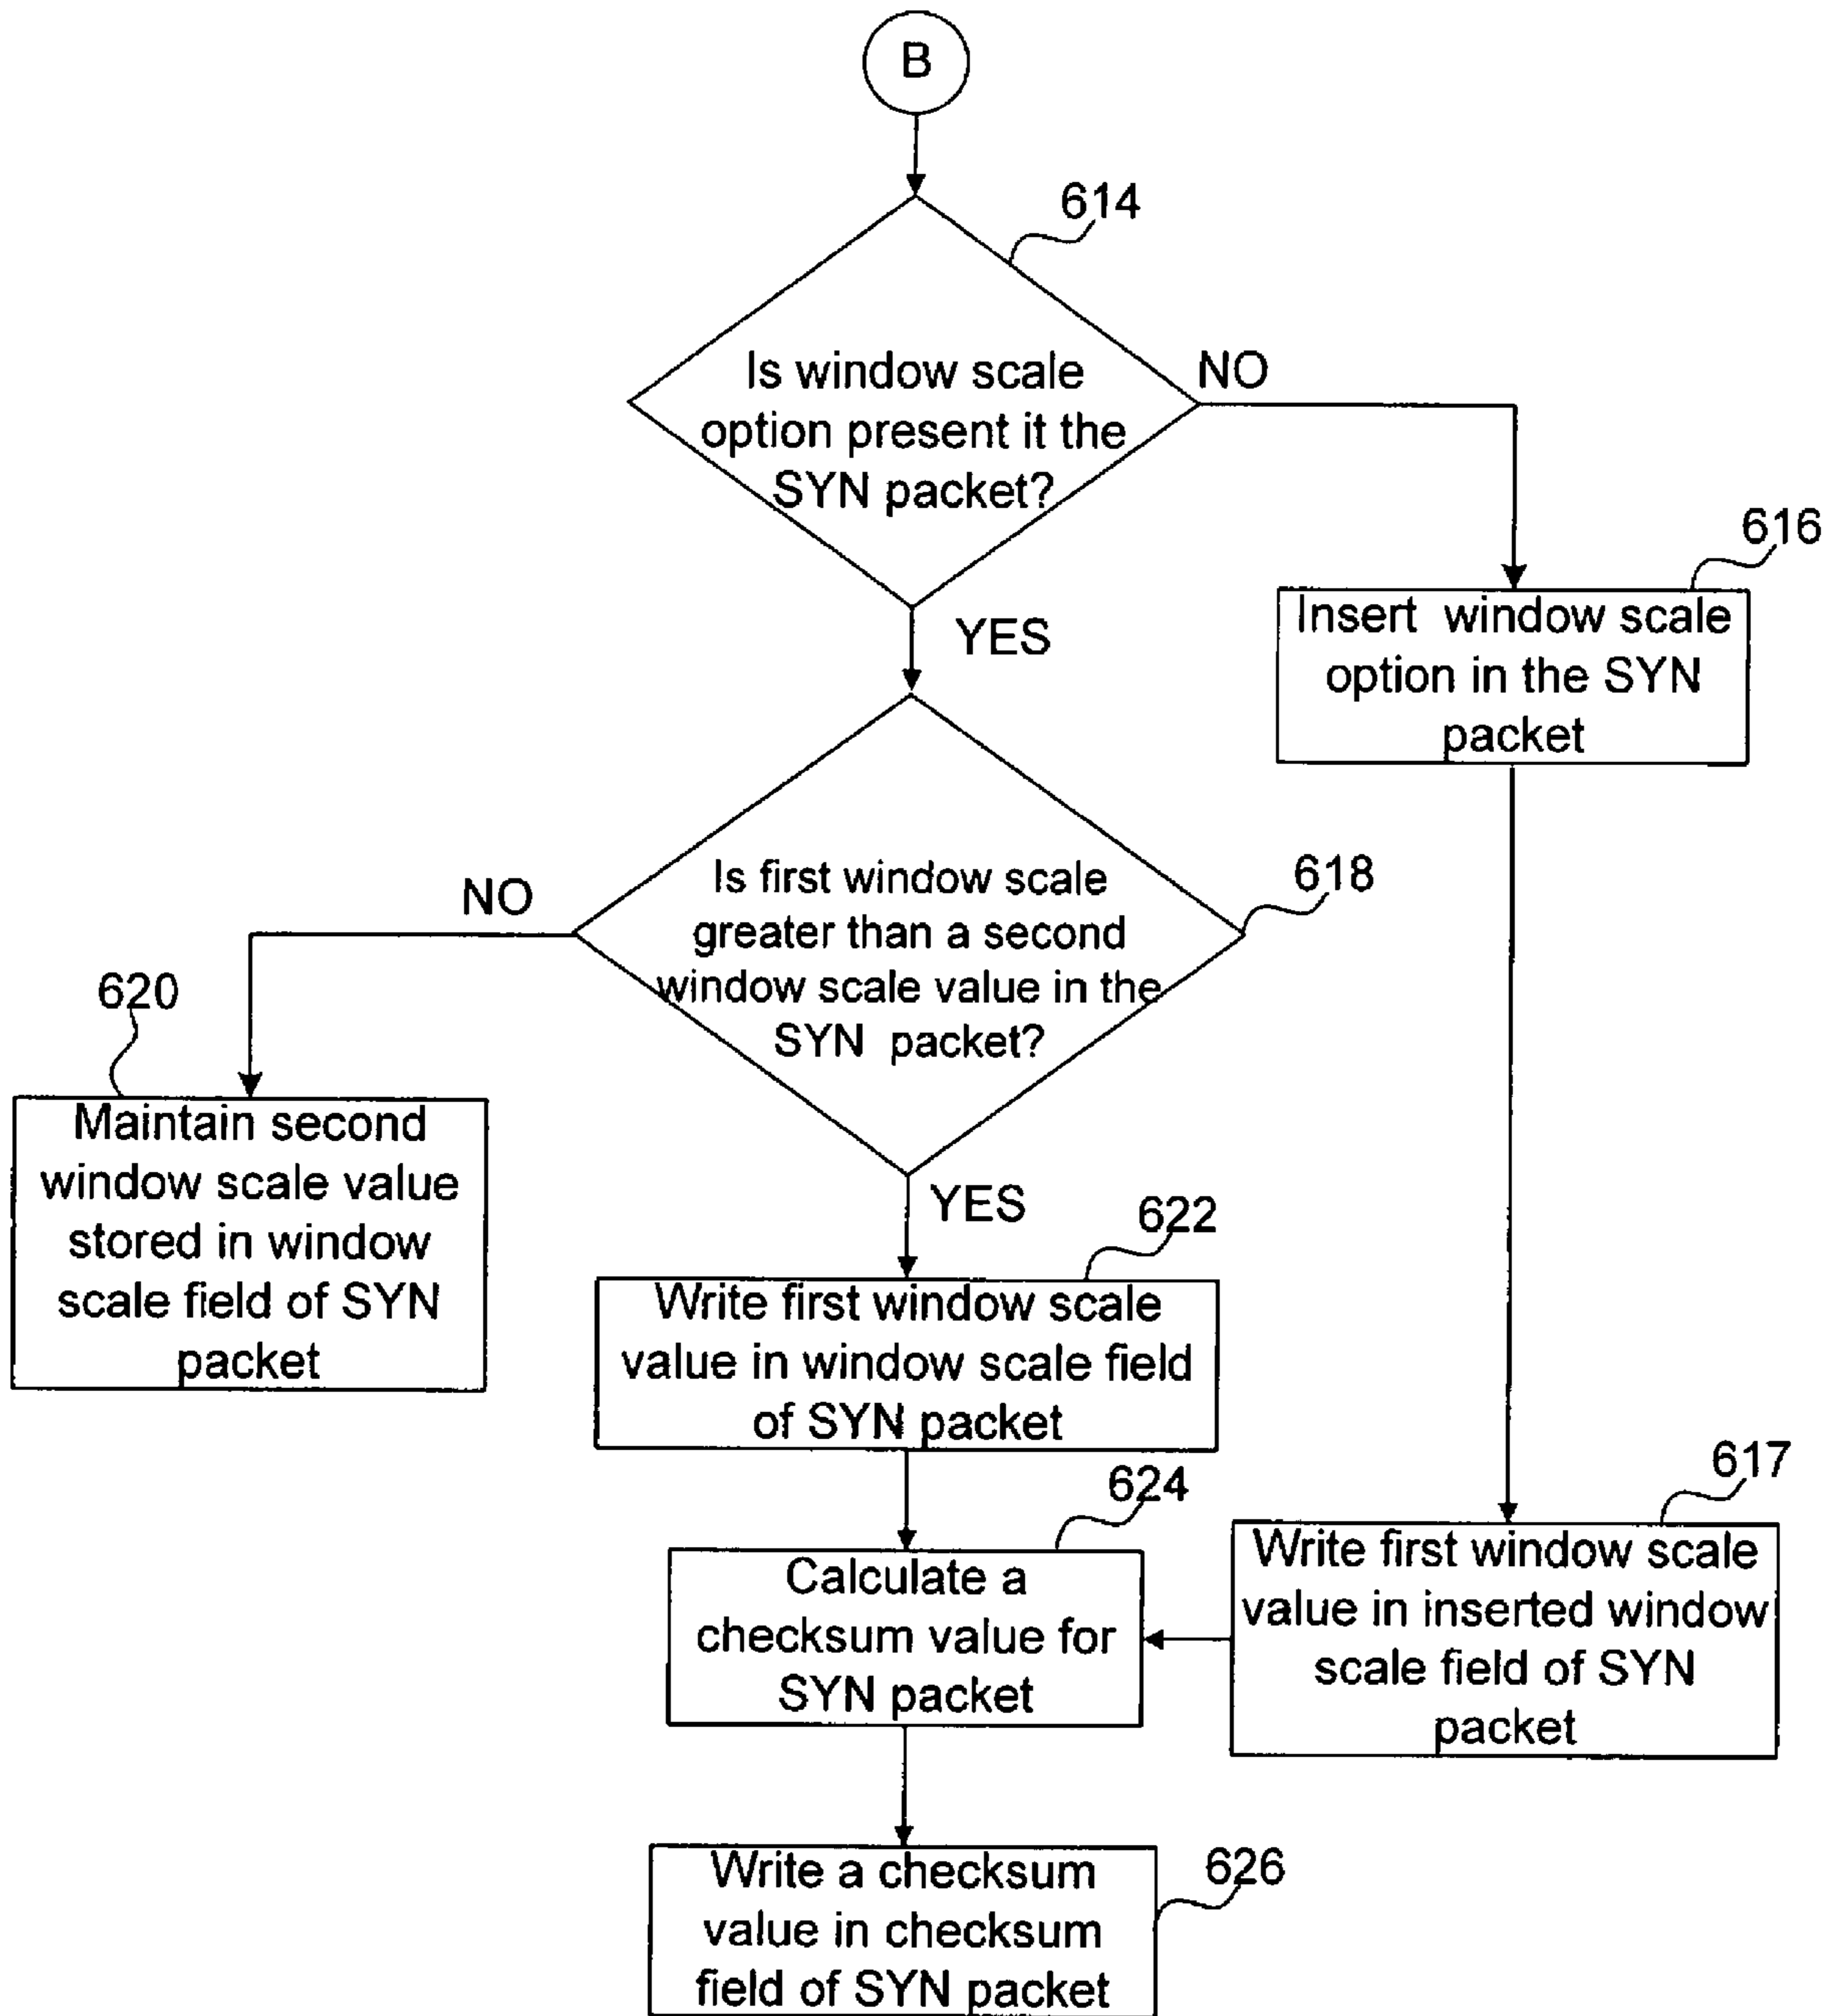 B
614
Is window scale
option present it the
SYN packet?
NO
YES
616
Insert window scale
option in the SYN
packet
618
Is first window scale
greater than a second
window scale value in the
SYN packet?
NO
YES
620
Maintain second
window scale value
stored in window
scale field of SYN
packet
622
Write first window scale
value in window scale field
of SYN packet
624
Calculate a
checksum value for
SYN packet
617
Write first window scale
value in inserted window
scale field of SYN
packet
626
Write a checksum
value in checksum
field of SYN packet